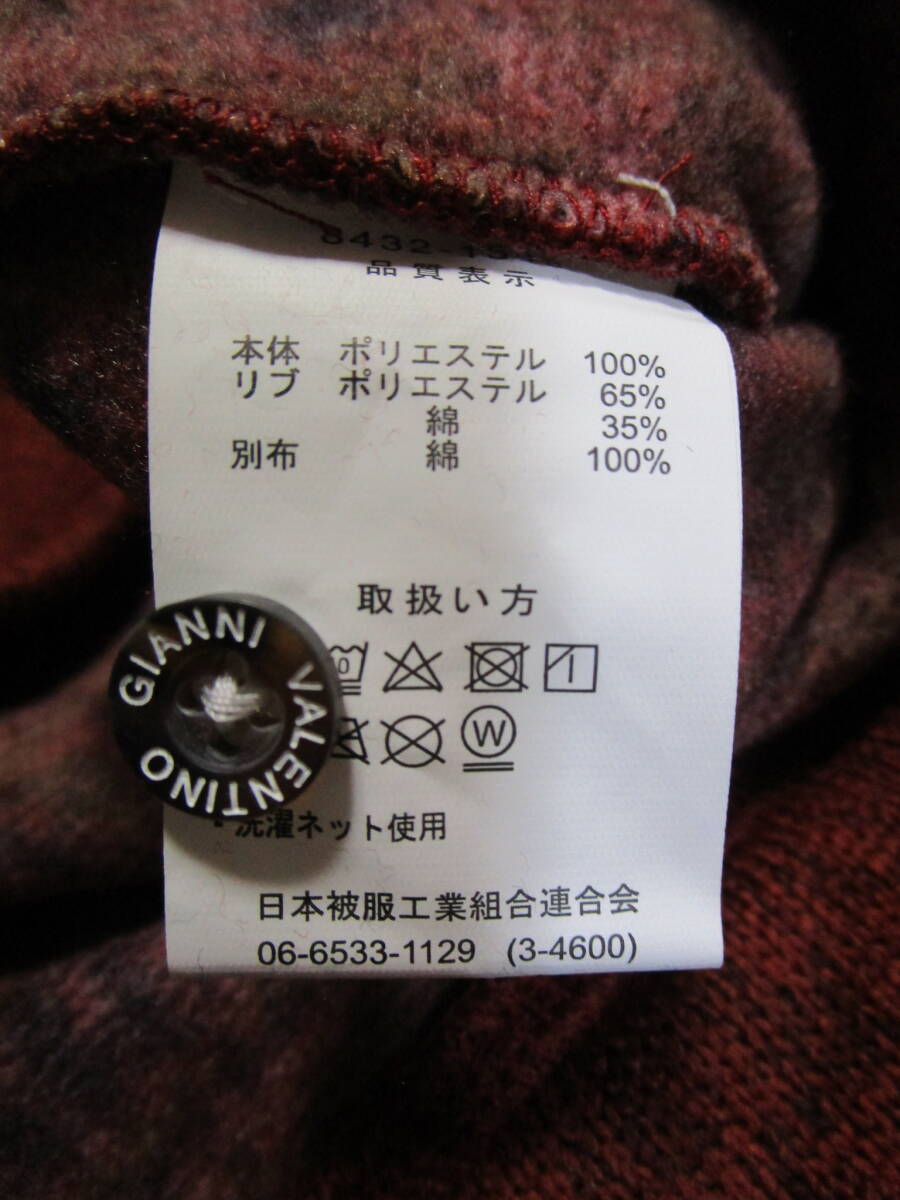 品質表示
本体 ポリエステル 100%
リブ ポリエステル 65%
綿 35%
別布 綿 100%
取扱い方
GIANNI VALENTINO
W
・洗濯ネット使用
日本被服工業組合連合会
06-6533-1129 (3-4600)